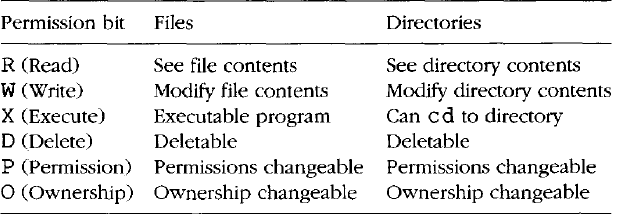 Permission bit Files Directories
R (Read) See file contents See directory contents
W (Write) Modify file contents Modify directory contents
X (Execute) Executable program Can cd to directory
D (Delete) Deletable Deletable
P (Permission) Permissions changeable Permissions changeable
O (Ownership) Ownership changeable Ownership changeable